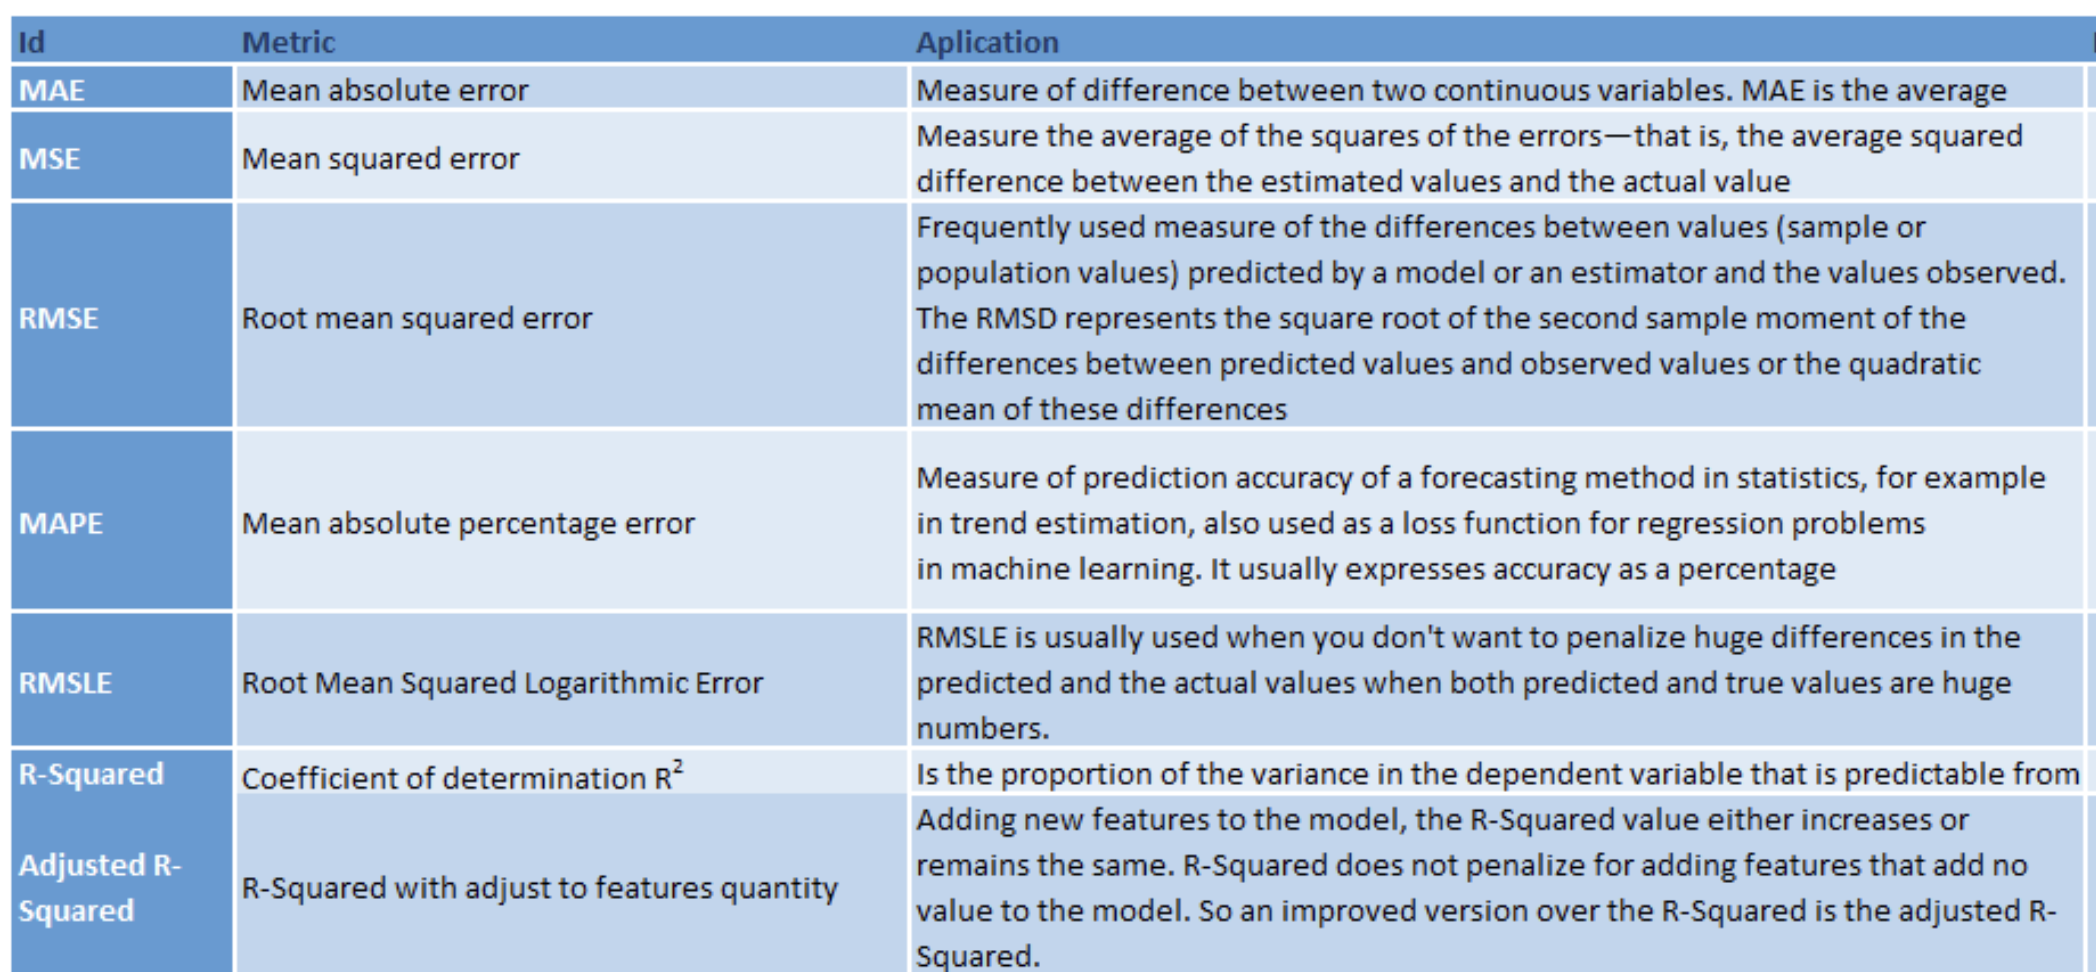 Id Metric Aplication
MAE Mean absolute error Measure of difference between two continuous variables. MAE is the average
MSE Mean squared error Measure the average of the squares of the errors—that is, the average squared
difference between the estimated values and the actual value
RMSE Root mean squared error Frequently used measure of the differences between values (sample or
population values) predicted by a model or an estimator and the values observed.
The RMSD represents the square root of the second sample moment of the
differences between predicted values and observed values or the quadratic
mean of these differences
MAPE Mean absolute percentage error Measure of prediction accuracy of a forecasting method in statistics, for example
in trend estimation, also used as a loss function for regression problems
in machine learning. It usually expresses accuracy as a percentage
RMSLE Root Mean Squared Logarithmic Error RMSLE is usually used when you don't want to penalize huge differences in the
predicted and the actual values when both predicted and true values are huge
numbers.
R-Squared Coefficient of determination R² Is the proportion of the variance in the dependent variable that is predictable from
Adjusted R-
Squared R-Squared with adjust to features quantity Adding new features to the model, the R-Squared value either increases or
remains the same. R-Squared does not penalize for adding features that add no
value to the model. So an improved version over the R-Squared is the adjusted R-
Squared.